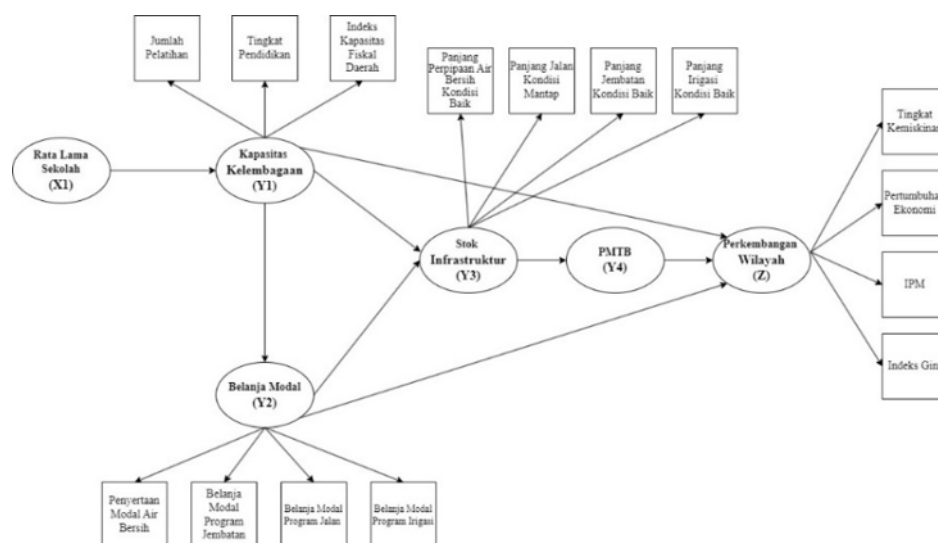 Jumlah
Pelatihan
Tingkat
Pendidikan
Indeks
Kapasitas
Fiskal
Daerah
Panjang
Perpipaan Air
Bersih
Kondisi
Baik
Panjang Jalan
Kondisi
Mantap
Panjang
Jembatan
Kondisi Baik
Panjang
Irigasi
Kondisi Baik
Rata Lama
Sekolah
(X1)
Kapasitas
Kelembagaan
(Y1)
Stok
Infrastruktur
(Y3)
PMTB
(Y4)
Perkembangan
Wilayah
(Z)
Tingkat
Kemiskinan
Pertumbuhan
Ekonomi
IPM
Indeks Gini
Belanja Modal
(Y2)
Penyertaan
Modal Air
Bersih
Belanja
Modal
Program
Jembatan
Belanja Modal
Program Jalan
Belanja Modal
Program Irigasi